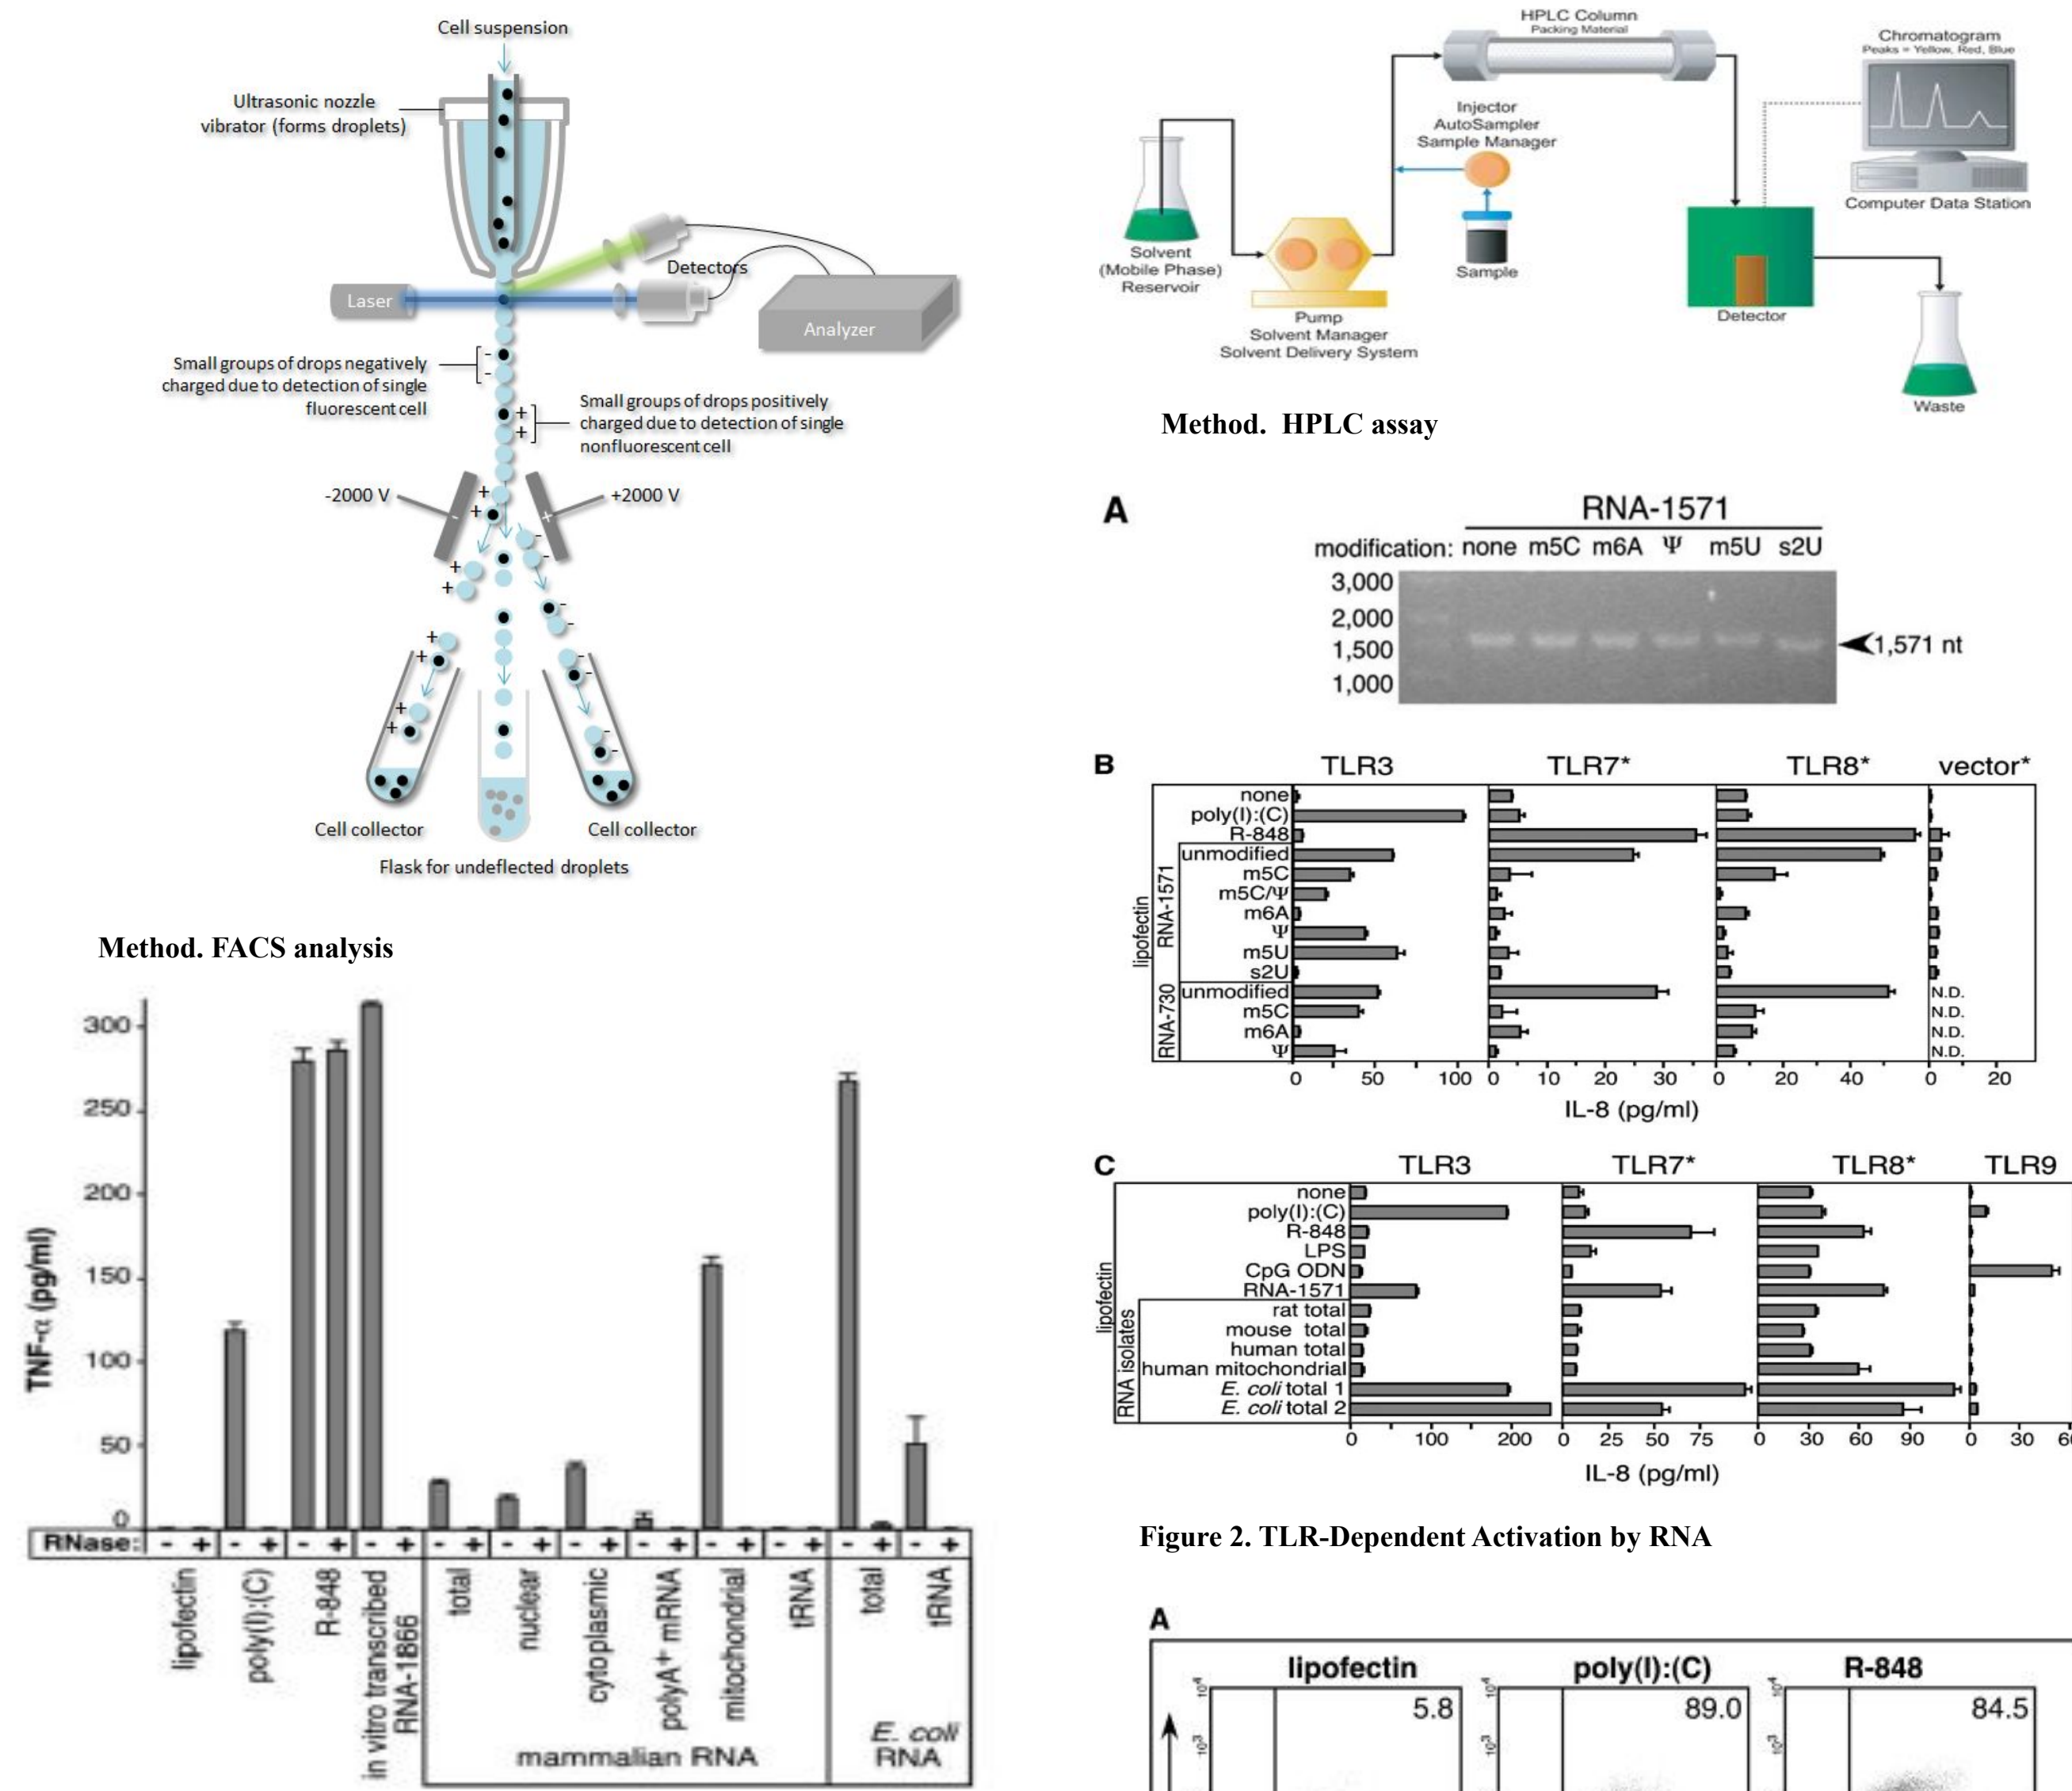 Cell suspension
Ultrasonic nozzle
vibrator (forms droplets)
Detectors
Laser
Analyzer
Small groups of drops negatively
charged due to detection of single
fluorescent cell
Small groups of drops positively
charged due to detection of single
nonfluorescent cell
-2000 V
+2000 V
Cell collector
Cell collector
Flask for undeflected droplets
Method. FACS analysis
HPLC Column
Packing Material
Chromatogram
Peaks = Yellow, Red, Blue
Injector
AutoSampler
Sample Manager
Computer Data Station
Solvent
(Mobile Phase)
Reservoir
Sample
Pump
Solvent Manager
Solvent Delivery System
Detector
Waste
Method. HPLC assay
A
RNA-1571
modification: none m5C m6A Ψ m5U s2U
3,000
2,000
1,500
1,000
1,571 nt
B
TLR3 TLR7* TLR8* vector*
lipofectin
none
poly(I):(C)
R-848
RNA-1571
unmodified
m5C
m5C/Ψ
m6A
Ψ
m5U
s2U
RNA-730
unmodified N.D.
m5C N.D.
m6A N.D.
Ψ N.D.
0 50 100 0 10 20 30 0 20 40 0 20
IL-8 (pg/ml)
C
TLR3 TLR7* TLR8* TLR9
lipofectin
none
poly(I):(C)
R-848
LPS
CpG ODN
RNA-1571
RNA isolates
rat total
mouse total
human total
human mitochondrial
E. coli total 1
E. coli total 2
0 100 200 0 25 50 75 0 30 60 90 0 30
IL-8 (pg/ml)
Figure 2. TLR-Dependent Activation by RNA
TNF-α (pg/ml)
300
250
200
150
100
50
0
RNase: - + - + - + - + - + - + - + - + - + - + - + - +
lipofectin
poly(I):(C)
R-848
in vitro transcribed
RNA-1866
total
nuclear
cytoplasmic
polyA+ mRNA
mitochondrial
tRNA
total
tRNA
mammalian RNA
E. coli
RNA
A
lipofectin poly(I):(C) R-848
5.8 89.0 84.5
10⁴ 10⁴ 10⁴
10³ 10³ 10³